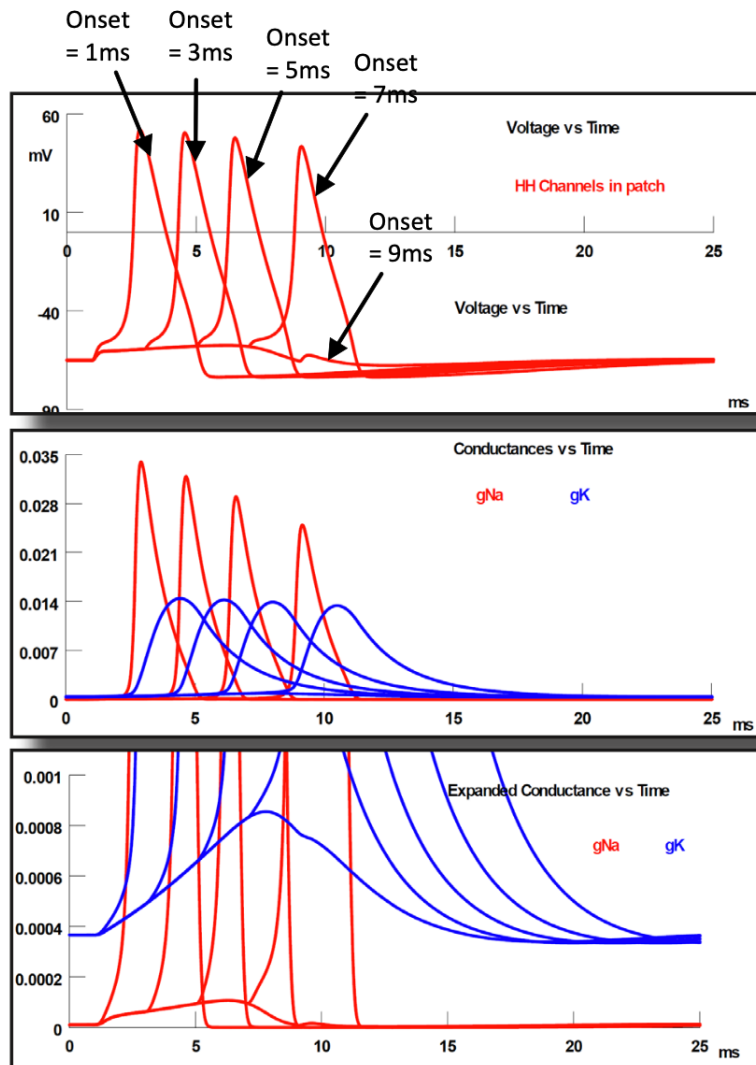 Onset
= 1ms
Onset
= 3ms
Onset
= 5ms
Onset
= 7ms
60
Voltage vs Time
mV
HH Channels in patch
10
0 5 10 15 20 25
Onset
= 9ms
-40
Voltage vs Time
90
ms
0.035
Conductances vs Time
0.028
gNa gK
0.021
0.014
0.007
0
0 5 10 15 20 25
ms
0.001
Expanded Conductance vs Time
0.0008
gNa gK
0.0006
0.0004
0.0002
0
0 5 10 15 20 25
ms